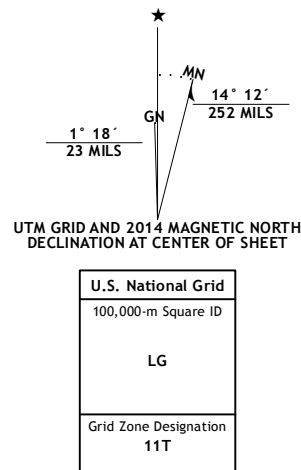 MN
GN
14° 12´
252 MILS
1° 18´
23 MILS
UTM GRID AND 2014 MAGNETIC NORTH
DECLINATION AT CENTER OF SHEET
U.S. National Grid
100,000-m Square ID
LG
Grid Zone Designation
11T